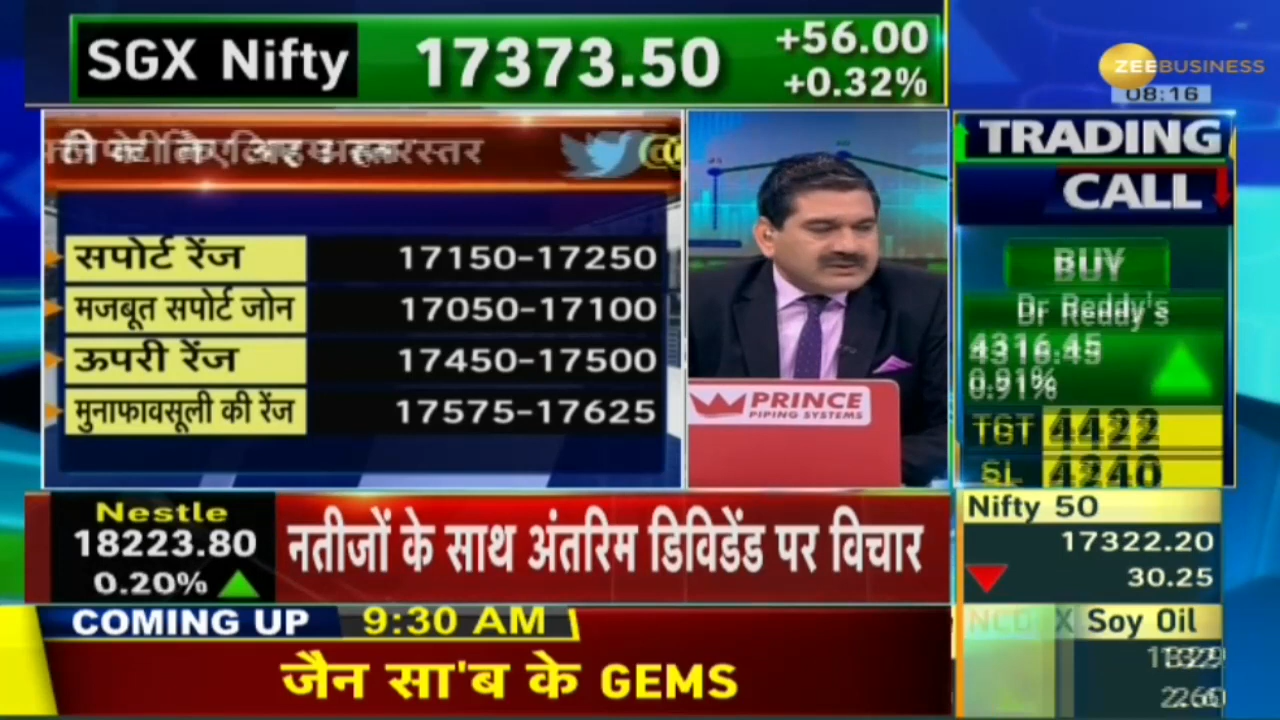 SGX Nifty 17373.50 +56.00
+0.32%
ZEEBUSINESS
08:16
सपोर्ट रेंज 17150-17250
मजबूत सपोर्ट जोन 17050-17100
ऊपरी रेंज 17450-17500
मुनाफावसूली की रेंज 17575-17625
PRINCE
PIPING SYSTEMS
TRADING
CALL
BUY
Dr Reddy's
4316.45
0.91%
TGT 4422
SL 4240
Nifty 50
17322.20
30.25
Soy Oil
Nestle
18223.80
0.20%
नतीजों के साथ अंतरिम डिविडेंड पर विचार
COMING UP 9:30 AM
जैन सा'ब के GEMS